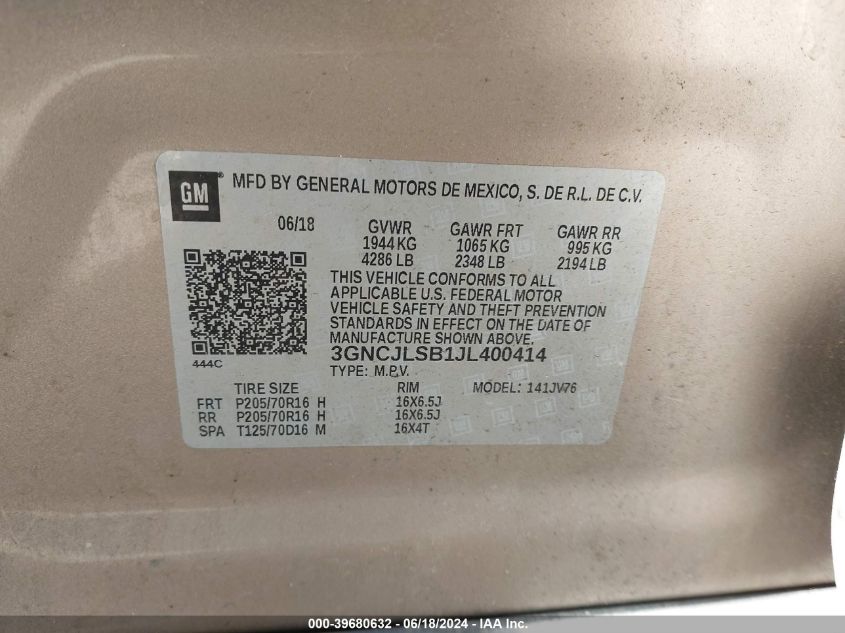 GM MFD BY GENERAL MOTORS DE MEXICO, S. DE R.L. DE C.V.
06/18 GVWR GAWR FRT GAWR RR
1944 KG 1065 KG 995 KG
4286 LB 2348 LB 2194 LB
THIS VEHICLE CONFORMS TO ALL
APPLICABLE U.S. FEDERAL MOTOR
VEHICLE SAFETY AND THEFT PREVENTION
STANDARDS IN EFFECT ON THE DATE OF
MANUFACTURE SHOWN ABOVE.
3GNCJLSB1JL400414
444C TYPE: M.P.V.
TIRE SIZE RIM MODEL: 141JV76
FRT P205/70R16 H 16X6.5J
RR P205/70R16 H 16X6.5J
SPA T125/70D16 M 16X4T
000-39680632 - 06/18/2024 - IAA Inc.